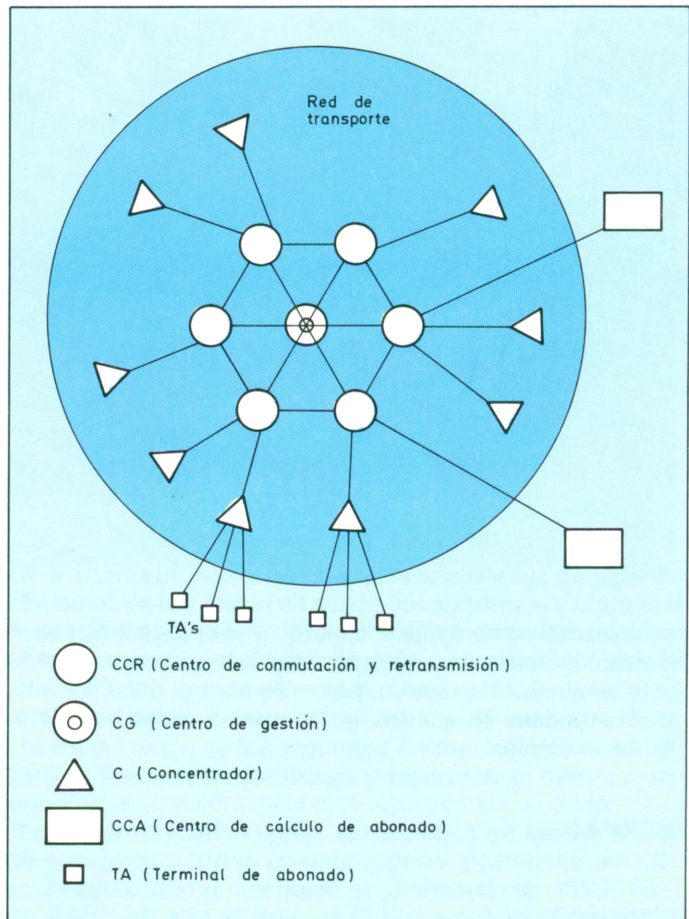 Red de
transporte
TA's
CCR (Centro de conmutación y retransmisión)
CG (Centro de gestión)
C (Concentrador)
CCA (Centro de cálculo de abonado)
TA (Terminal de abonado)